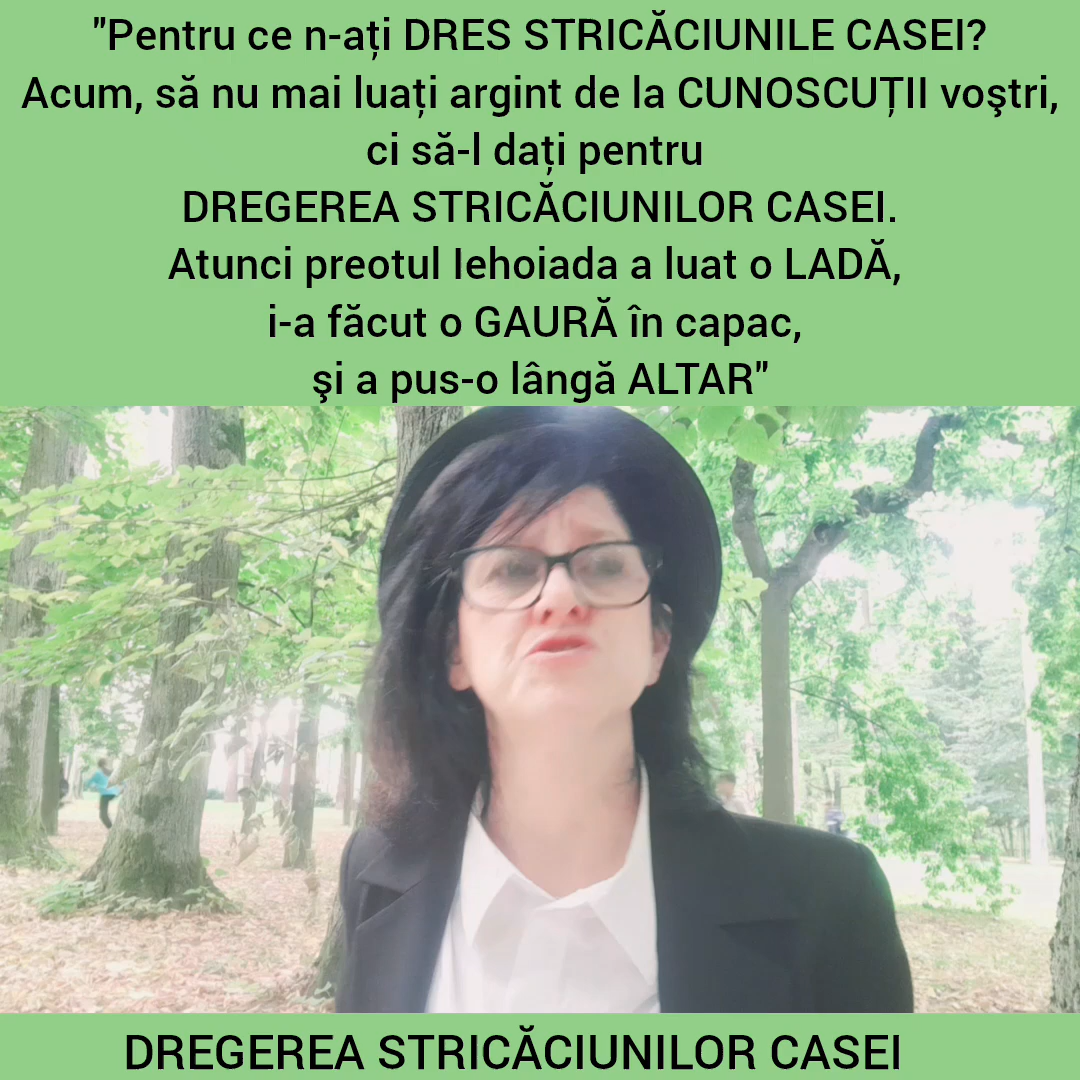 "Pentru ce n-ați DRES STRICĂCIUNILE CASEI?
Acum, să nu mai luați argint de la CUNOSCUȚII voştri,
ci să-l dați pentru
DREGEREA STRICĂCIUNILOR CASEI.
Atunci preotul Iehoiada a luat o LADĂ,
i-a făcut o GAURĂ în capac,
şi a pus-o lângă ALTAR"
DREGEREA STRICĂCIUNILOR CASEI